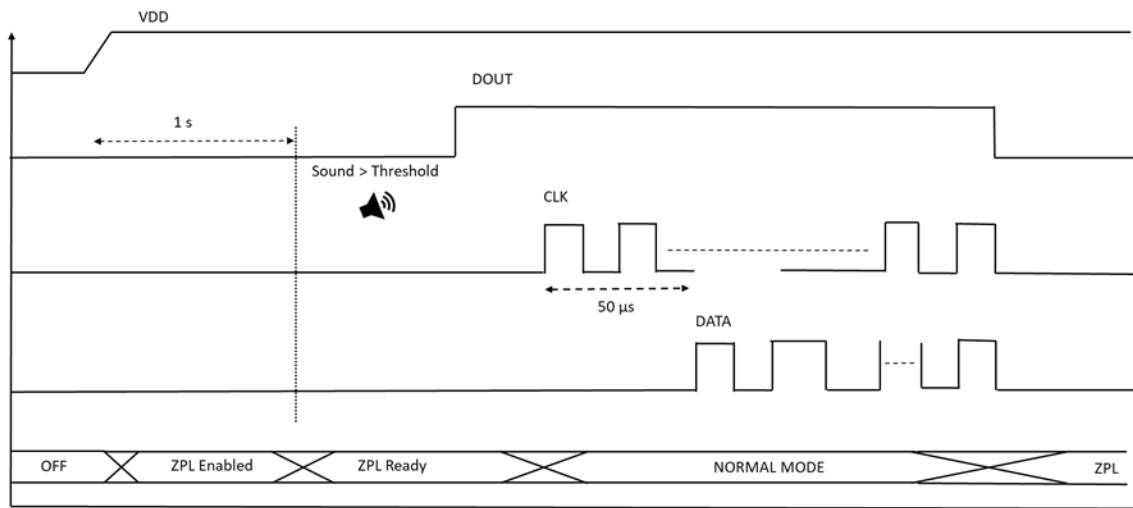 VDD
DOUT
1 s
Sound > Threshold
CLK
50 µs
DATA
OFF
ZPL Enabled
ZPL Ready
NORMAL MODE
ZPL